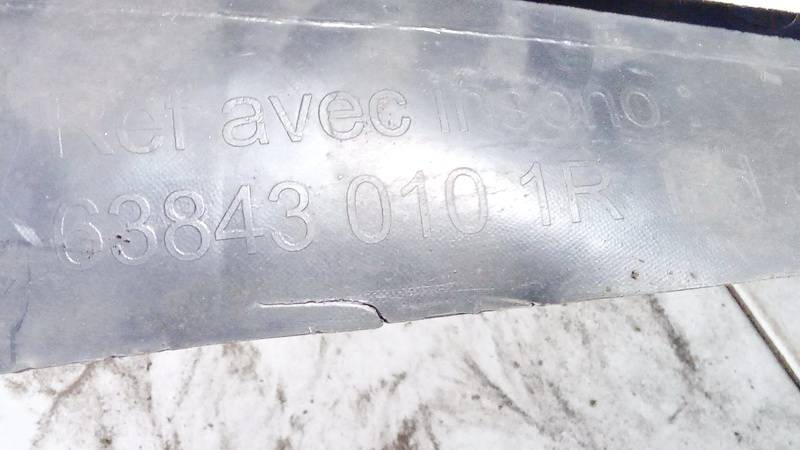 Ref avec insono
63843 010 1R